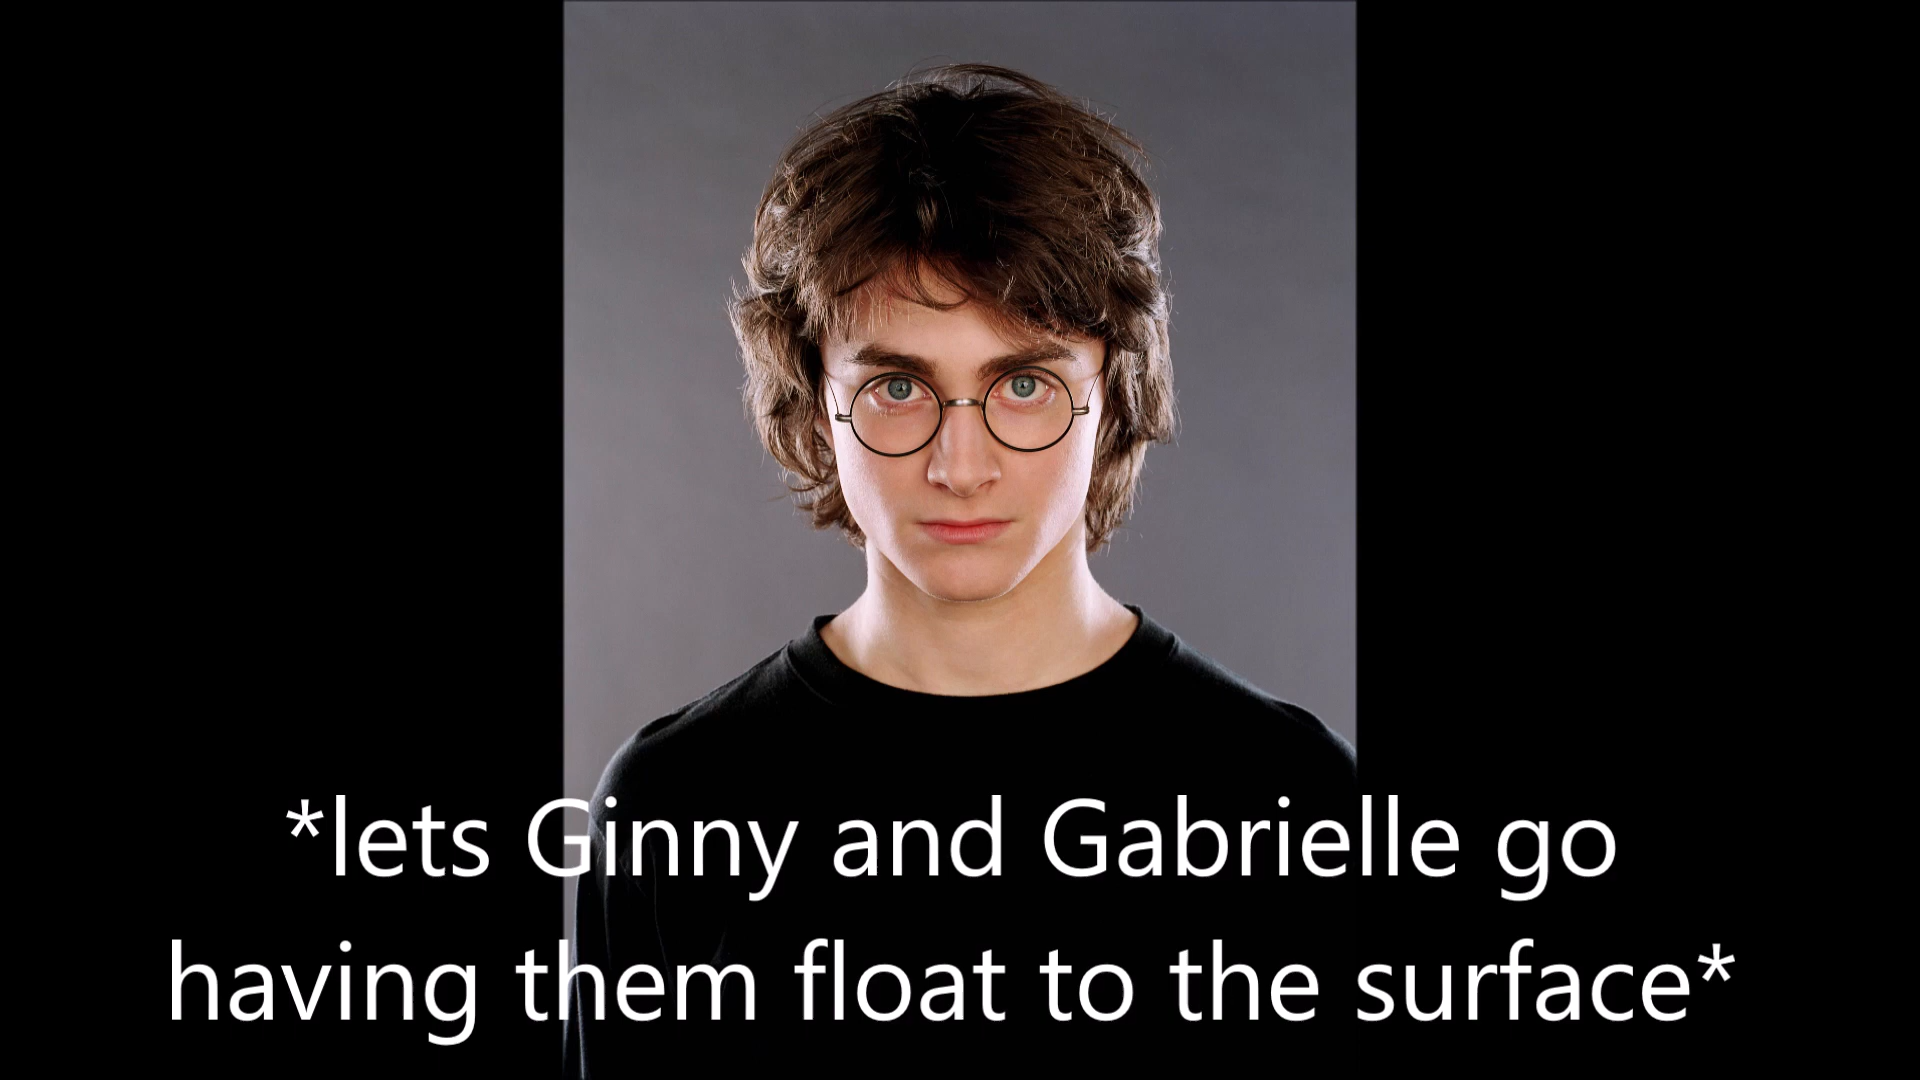 *lets Ginny and Gabrielle go
having them float to the surface*